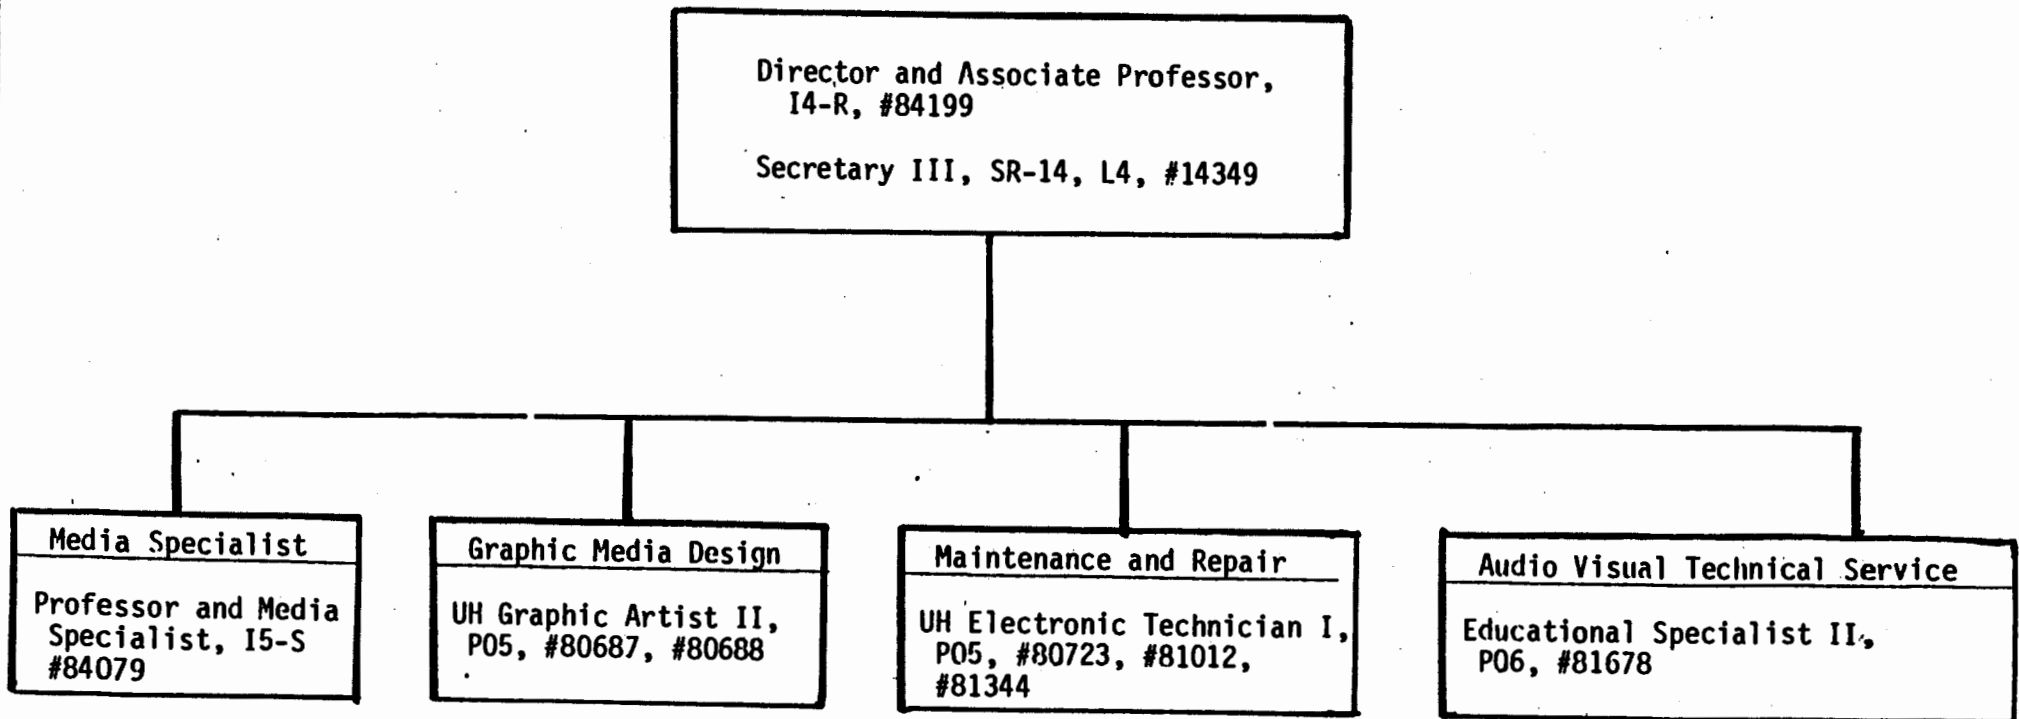 Director and Associate Professor,
I4-R, #84199
Secretary III, SR-14, L4, #14349
Media Specialist
Professor and Media
Specialist, I5-S
#84079
Graphic Media Design
UH Graphic Artist II,
P05, #80687, #80688
Maintenance and Repair
UH Electronic Technician I,
P05, #80723, #81012,
#81344
Audio Visual Technical Service
Educational Specialist II,
P06, #81678